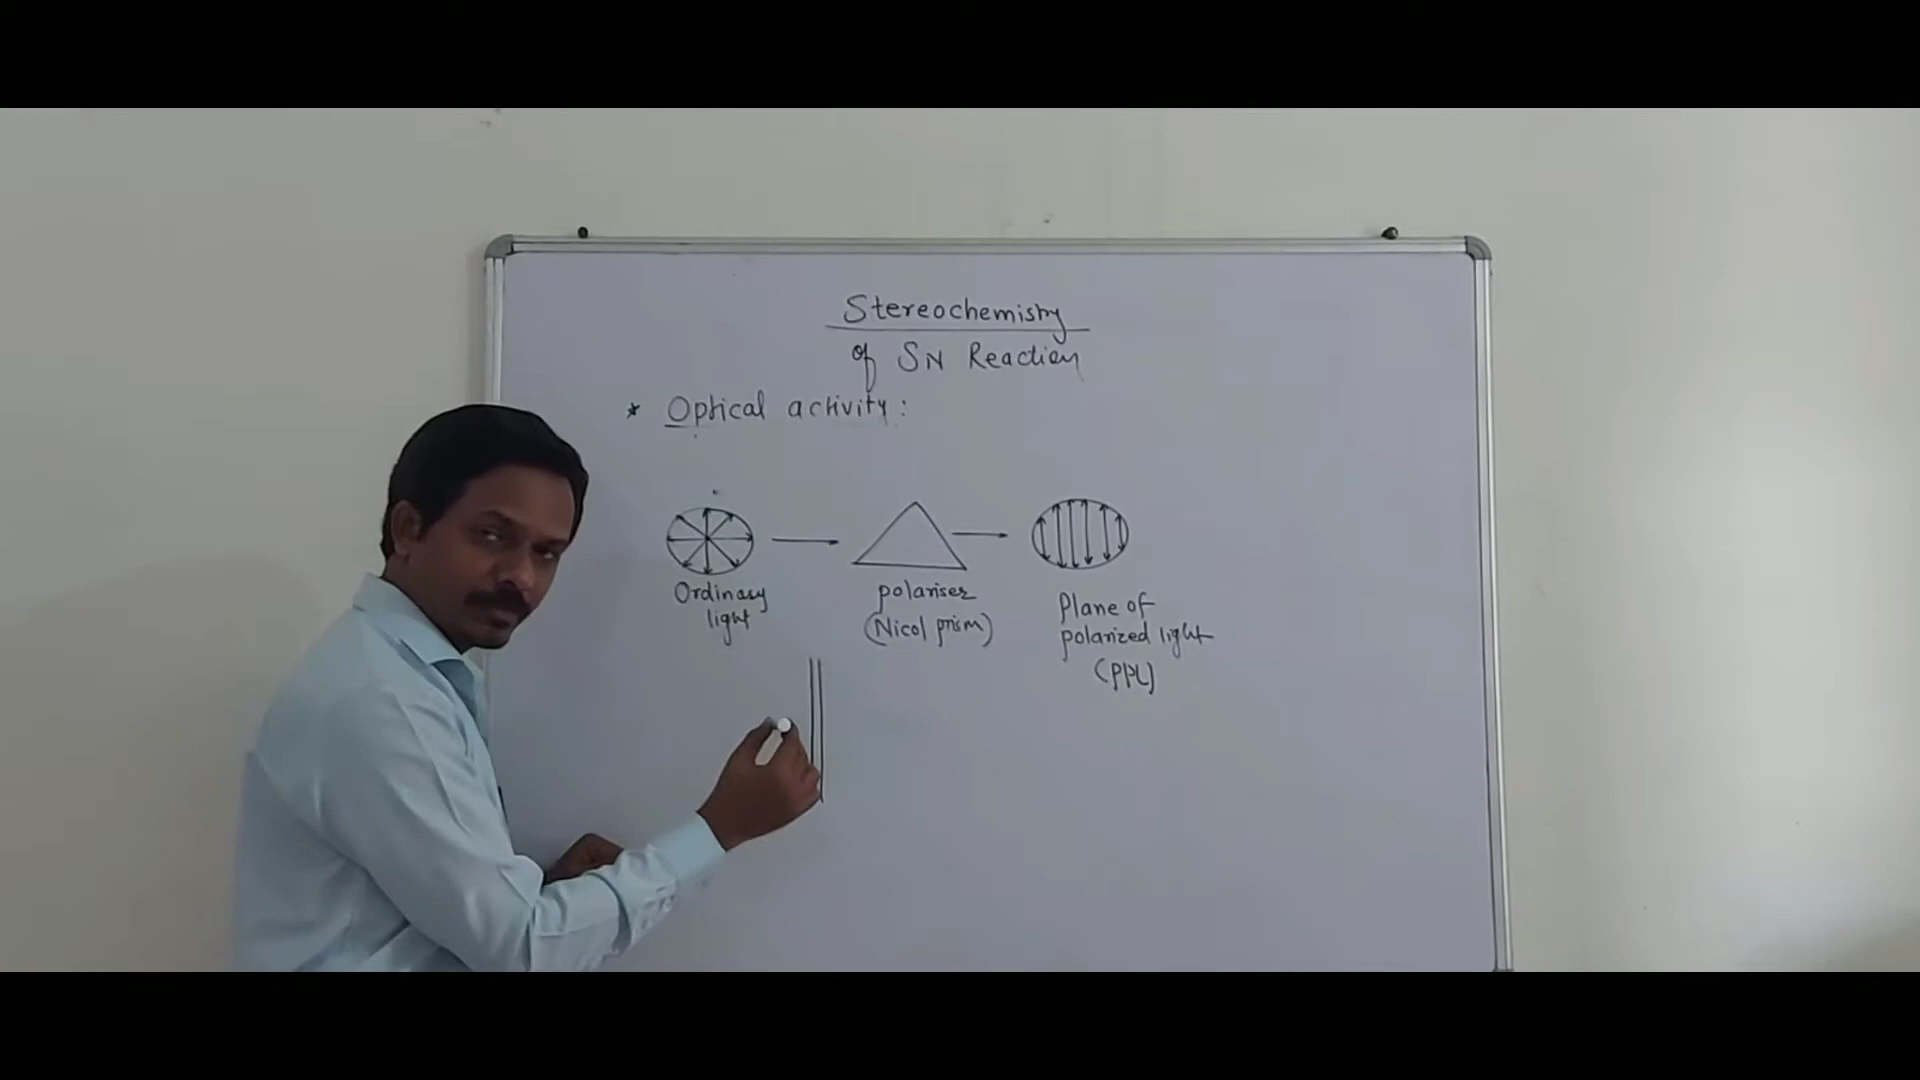 Stereochemistry
of SN Reaction
* Optical activity :
Ordinary
light
polariser
(Nicol prism)
Plane of
polarized light
(PPL)